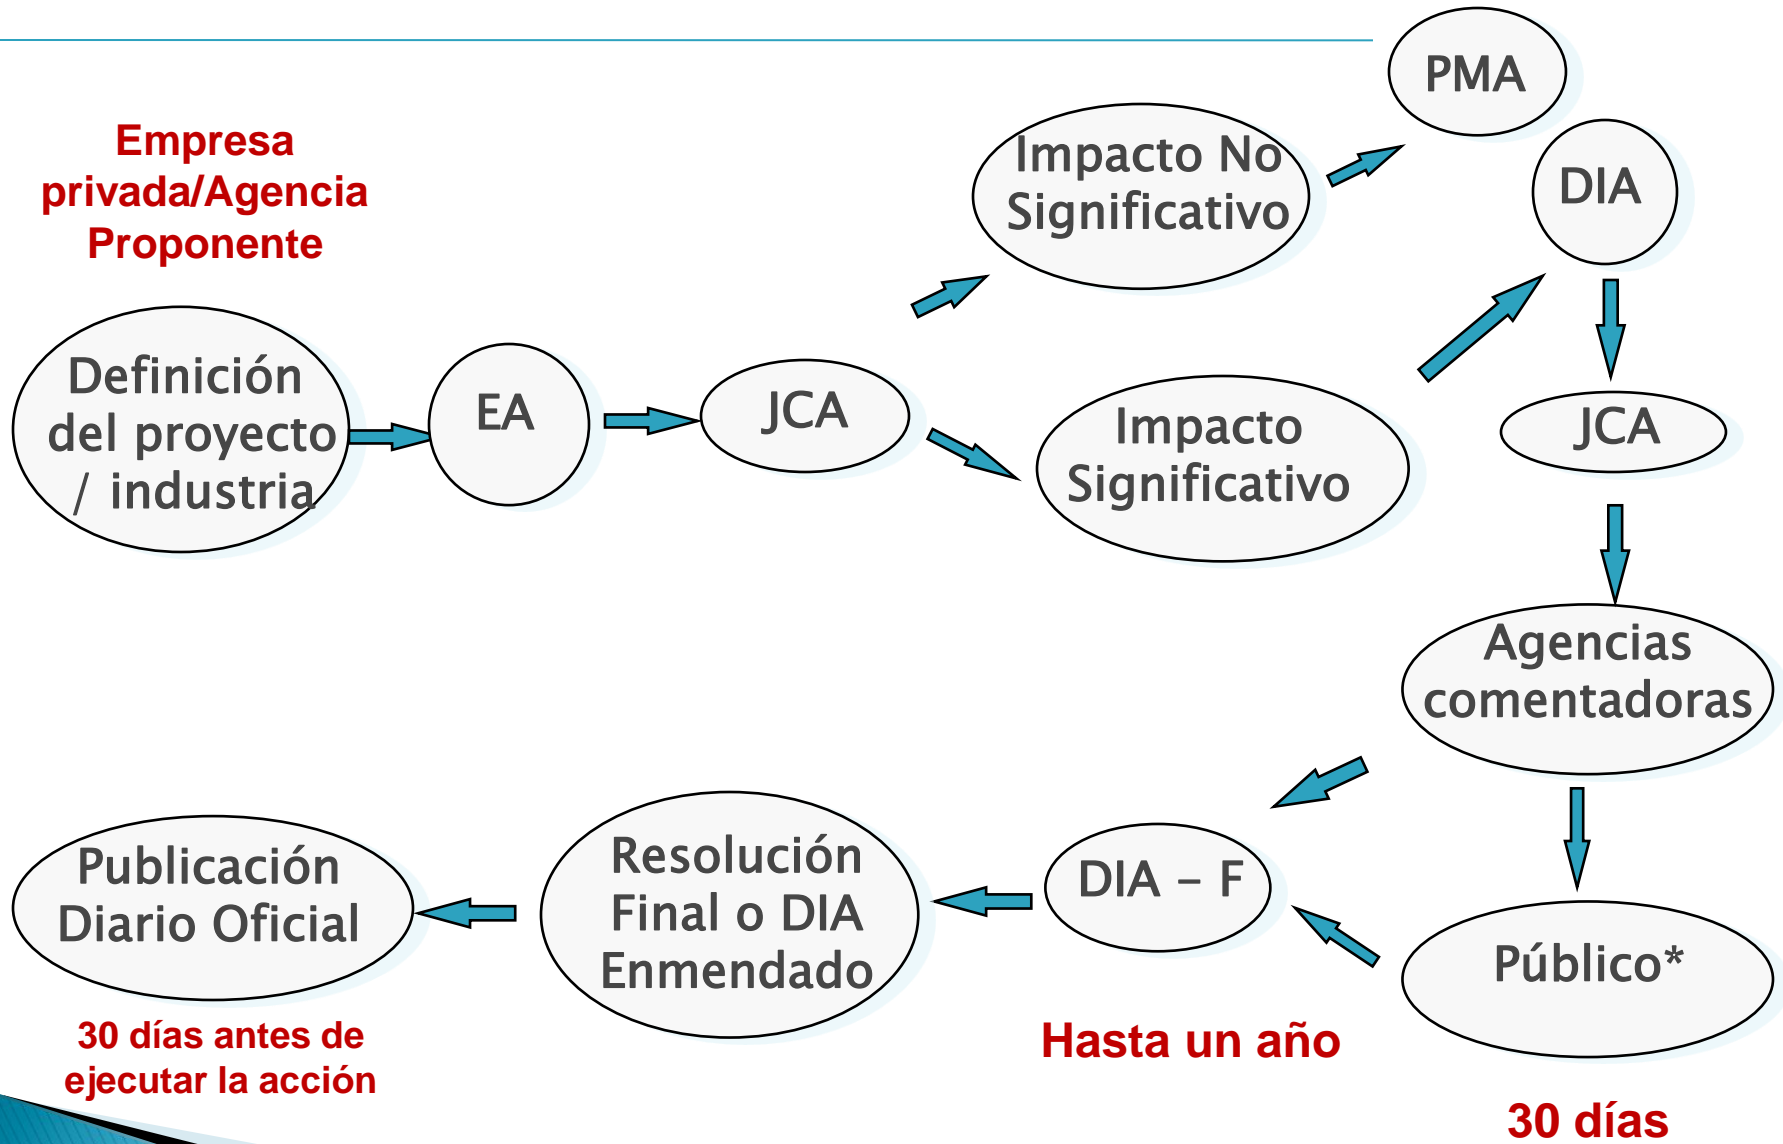 PMA
Empresa
privada/Agencia
Proponente
Impacto No
Significativo
DIA
Definición
del proyecto
/ industria
EA
JCA
Impacto
Significativo
JCA
Agencias
comentadoras
Publicación
Diario Oficial
Resolución
Final o DIA
Enmendado
DIA – F
Público*
30 días antes de
ejecutar la acción
Hasta un año
30 días